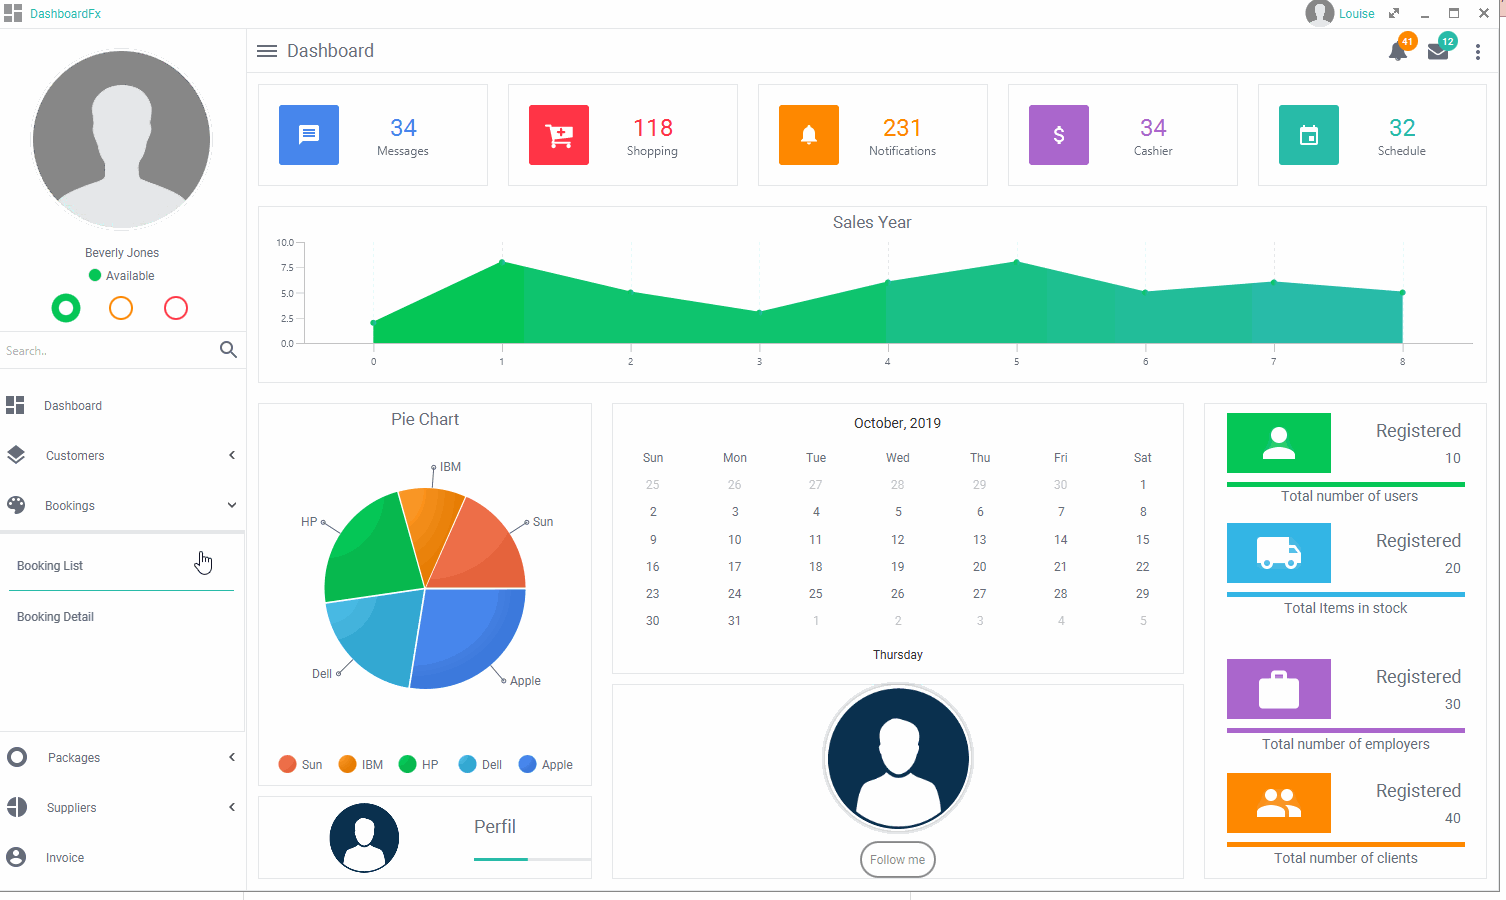 DashboardFx
Louise
Dashboard
41
12
Beverly Jones
Available
Search..
Dashboard
Customers
Bookings
Booking List
Booking Detail
Packages
Suppliers
Invoice
34
Messages
118
Shopping
231
Notifications
34
Cashier
32
Schedule
Sales Year
10.0
7.5
5.0
2.5
0.0
0 1 2 3 4 5 6 7 8
Pie Chart
IBM
HP
Sun
Dell
Apple
Sun IBM HP Dell Apple
Perfil
October, 2019
Sun Mon Tue Wed Thu Fri Sat
25 26 27 28 29 30 1
2 3 4 5 6 7 8
9 10 11 12 13 14 15
16 17 18 19 20 21 22
23 24 25 26 27 28 29
30 31 1 2 3 4 5
Thursday
Follow me
Registered
10
Total number of users
Registered
20
Total Items in stock
Registered
30
Total number of employers
Registered
40
Total number of clients